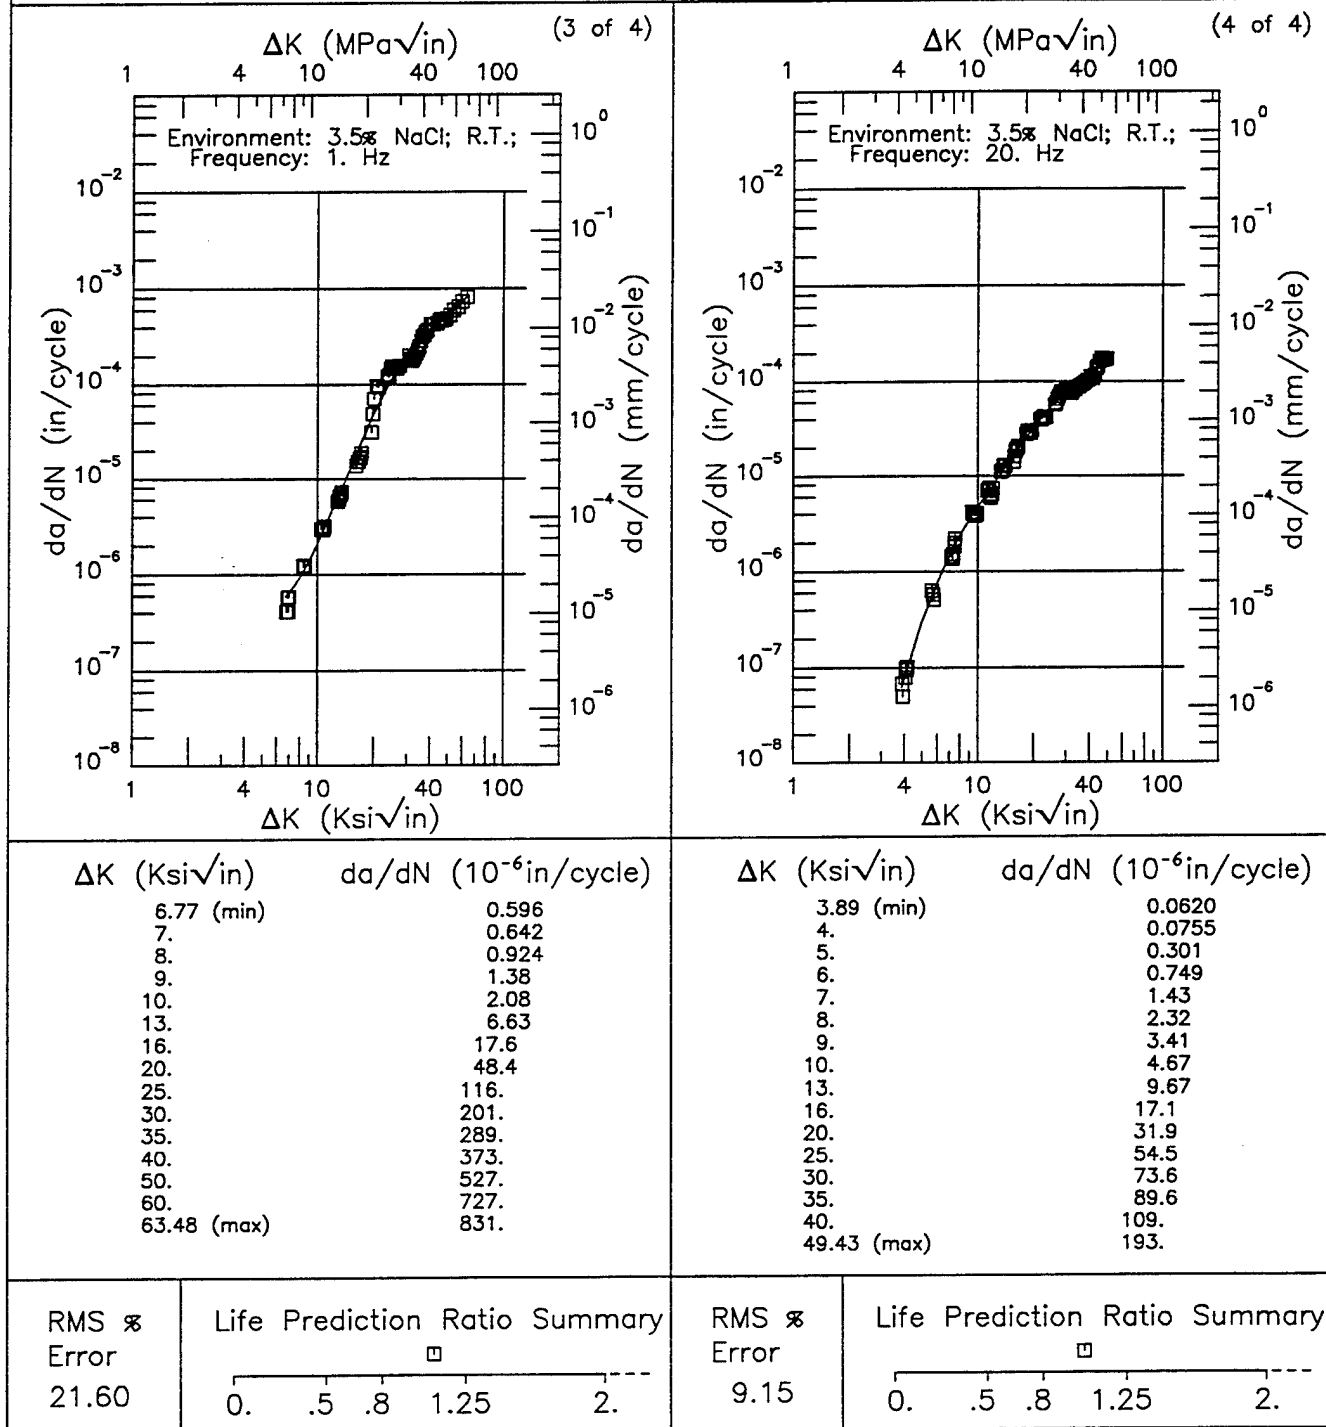 (3 of 4)
ΔK (MPa√in)
1 4 10 40 100
Environment: 3.5% NaCl; R.T.;
Frequency: 1. Hz
10⁻²
10⁻³
10⁻⁴
10⁻⁵
10⁻⁶
10⁻⁷
10⁻⁸
da/dN (in/cycle)
10⁰
10⁻¹
10⁻²
10⁻³
10⁻⁴
10⁻⁵
10⁻⁶
da/dN (mm/cycle)
1 4 10 40 100
ΔK (Ksi√in)
ΔK (Ksi√in) da/dN (10⁻⁶in/cycle)
6.77 (min) 0.596
7. 0.642
8. 0.924
9. 1.38
10. 2.08
13. 6.63
16. 17.6
20. 48.4
25. 116.
30. 201.
35. 289.
40. 373.
50. 527.
60. 727.
63.48 (max) 831.
RMS %
Error
21.60
Life Prediction Ratio Summary
0. .5 .8 1.25 2.
(4 of 4)
ΔK (MPa√in)
1 4 10 40 100
Environment: 3.5% NaCl; R.T.;
Frequency: 20. Hz
10⁻²
10⁻³
10⁻⁴
10⁻⁵
10⁻⁶
10⁻⁷
10⁻⁸
da/dN (in/cycle)
10⁰
10⁻¹
10⁻²
10⁻³
10⁻⁴
10⁻⁵
10⁻⁶
da/dN (mm/cycle)
1 4 10 40 100
ΔK (Ksi√in)
ΔK (Ksi√in) da/dN (10⁻⁶in/cycle)
3.89 (min) 0.0620
4. 0.0755
5. 0.301
6. 0.749
7. 1.43
8. 2.32
9. 3.41
10. 4.67
13. 9.67
16. 17.1
20. 31.9
25. 54.5
30. 73.6
35. 89.6
40. 109.
49.43 (max) 193.
RMS %
Error
9.15
Life Prediction Ratio Summary
0. .5 .8 1.25 2.